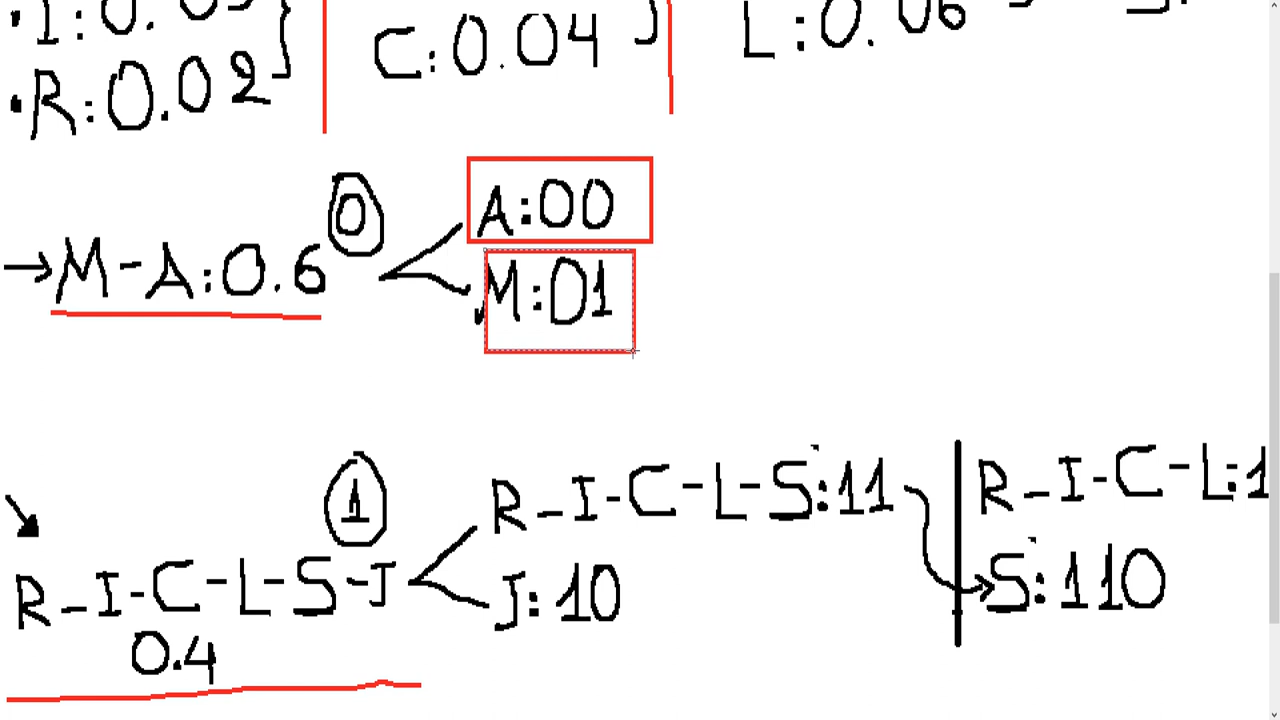 ·R:0.02
C:0.04
L:0.06
→M-A:0.6
0
A:00
M:01
1
R-I-C-L-S-J
0.4
R-I-C-L-S:11
J:10
R-I-C-L:1
S:110